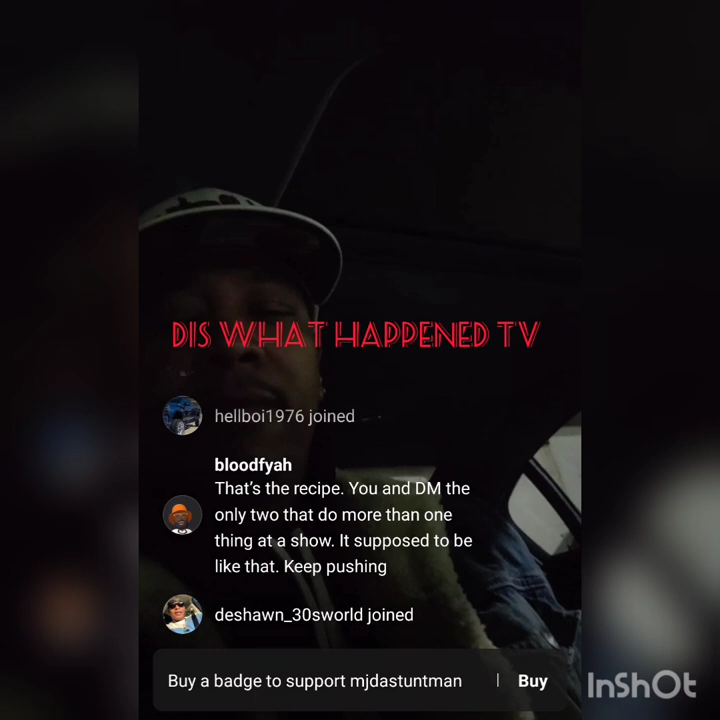 DIS WHAT HAPPENED TV
hellboi1976 joined
bloodfyah
That's the recipe. You and DM the
only two that do more than one
thing at a show. It supposed to be
like that. Keep pushing
deshawn_30sworld joined
Buy a badge to support mjdastuntman | Buy
InShOt